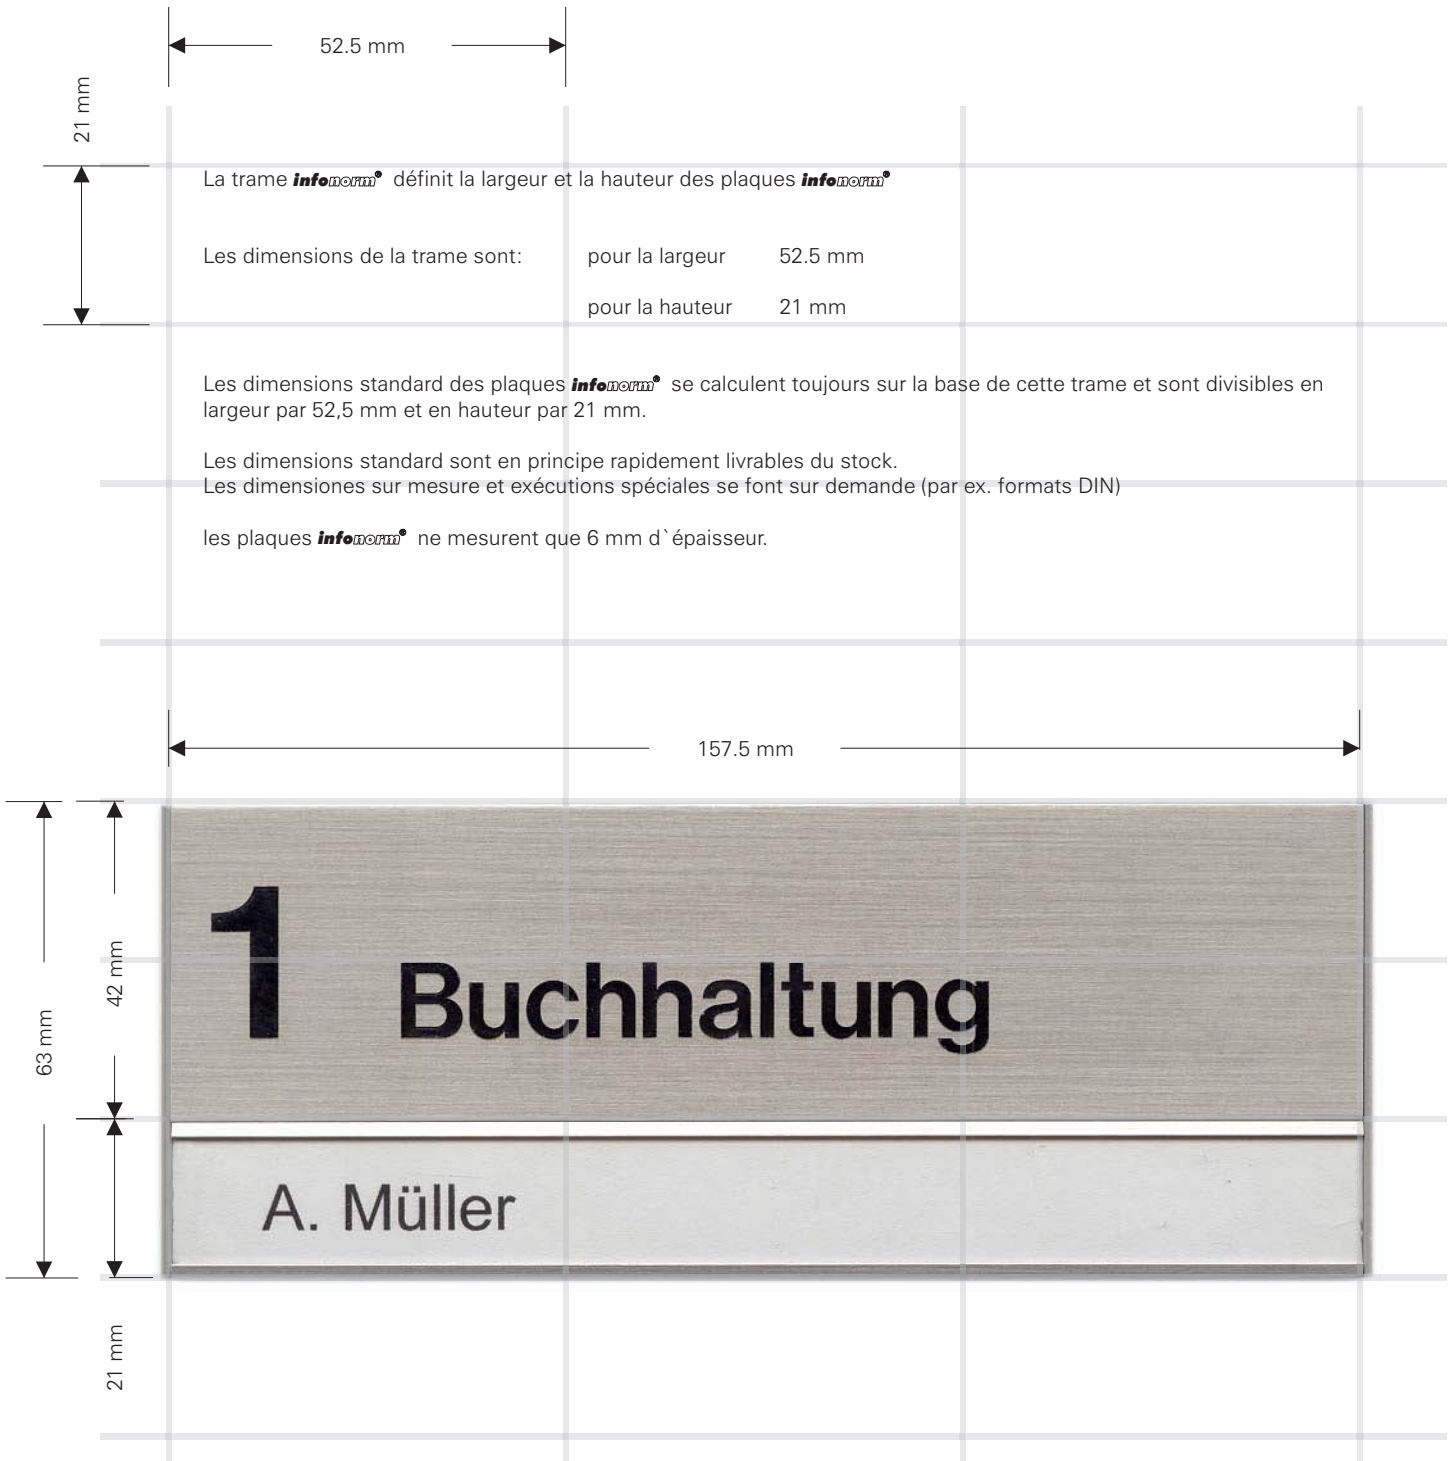 52.5 mm
21 mm
La trame infonorm® définit la largeur et la hauteur des plaques infonorm®
Les dimensions de la trame sont: pour la largeur 52.5 mm
pour la hauteur 21 mm
Les dimensions standard des plaques infonorm® se calculent toujours sur la base de cette trame et sont divisibles en
largeur par 52,5 mm et en hauteur par 21 mm.
Les dimensions standard sont en principe rapidement livrables du stock.
Les dimensiones sur mesure et exécutions spéciales se font sur demande (par ex. formats DIN)
les plaques infonorm® ne mesurent que 6 mm d`épaisseur.
157.5 mm
63 mm
42 mm
1 Buchhaltung
A. Müller
21 mm